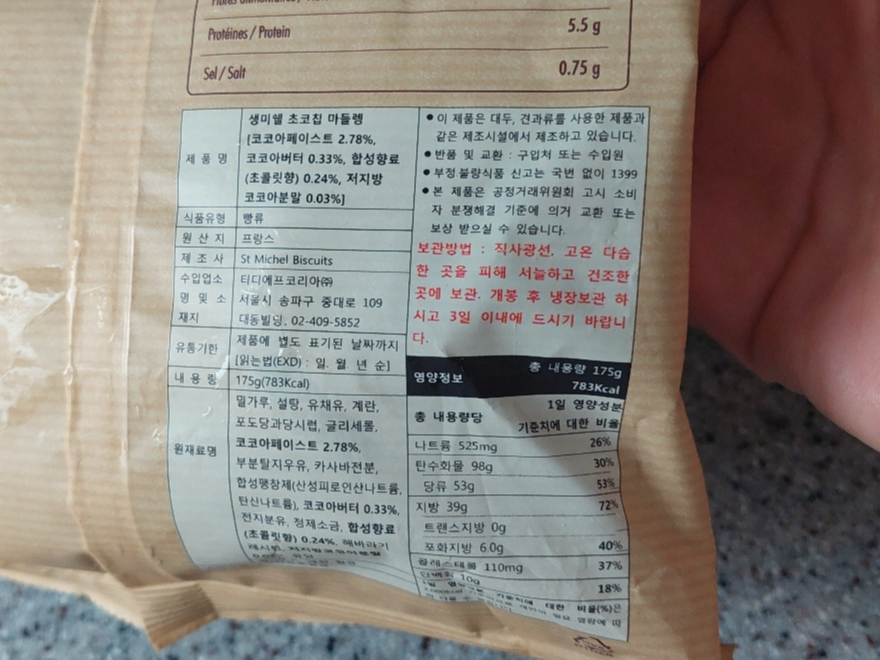 Protéines / Protein 5.5 g
Sel / Salt 0.75 g
제 품 명
생미쉘 초코칩 마들렝
[코코아페이스트 2.78%,
코코아버터 0.33%, 합성향료
(초콜릿향) 0.24%, 저지방
코코아분말 0.03%]
식품유형 빵류
원 산 지 프랑스
제 조 사 St Michel Biscuits
수입업소 티디에프코리아㈜
명 및 소 서울시 송파구 중대로 109
재지 대동빌딩, 02-409-5852
유통기한 제품에 별도 표기된 날짜까지
[읽는법(EXD) : 일. 월. 년 순]
내 용 량 175g(783Kcal)
원재료명
밀가루, 설탕, 유채유, 계란,
포도당과당시럽, 글리세롤,
코코아페이스트 2.78%,
부분탈지우유, 카사바전분,
합성팽창제(산성피로인산나트륨,
탄산나트륨), 코코아버터 0.33%,
전지분유, 정제소금, 합성향료
(초콜릿향) 0.24%, 해바라기
● 이 제품은 대두, 견과류를 사용한 제품과
같은 제조시설에서 제조하고 있습니다.
● 반품 및 교환 : 구입처 또는 수입원
● 부정·불량식품 신고는 국번 없이 1399
● 본 제품은 공정거래위원회 고시 소비
자 분쟁해결 기준에 의거 교환 또는
보상 받으실 수 있습니다.
보관방법 : 직사광선, 고온 다습
한 곳을 피해 서늘하고 건조한
곳에 보관. 개봉 후 냉장보관 하
시고 3일 이내에 드시기 바랍니
다.
영양정보 총 내용량 175g
783Kcal
총 내용량당 1일 영양성분
기준치에 대한 비율
나트륨 525mg 26%
탄수화물 98g 30%
당류 53g 53%
지방 39g 72%
트랜스지방 0g
포화지방 6.0g 40%
콜레스테롤 110mg 37%
단백질 10g 18%
대한 비율(%)은